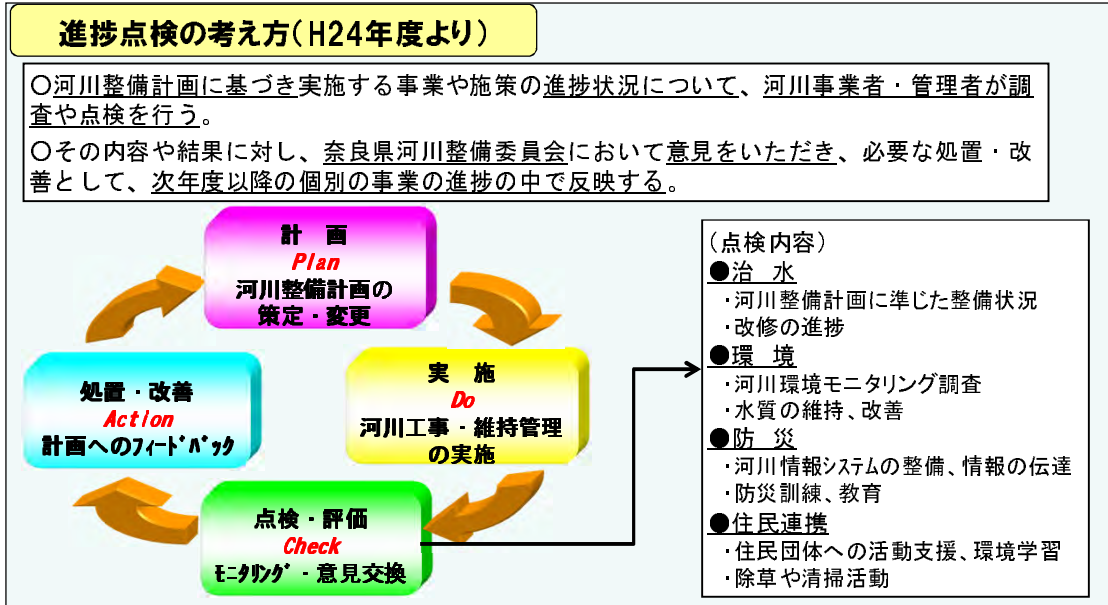 進捗点検の考え方(H24年度より)
○河川整備計画に基づき実施する事業や施策の進捗状況について、河川事業者・管理者が調
査や点検を行う。
○その内容や結果に対し、奈良県河川整備委員会において意見をいただき、必要な処置・改
善として、次年度以降の個別の事業の進捗の中で反映する。
計 画
Plan
河川整備計画の
策定・変更
実 施
Do
河川工事・維持管理
の実施
点検・評価
Check
ﾓﾆﾀﾘﾝｸﾞ・意見交換
処置・改善
Action
計画へのﾌｨｰﾄﾞﾊﾞｯｸ
(点検内容)
●治 水
・河川整備計画に準じた整備状況
・改修の進捗
●環 境
・河川環境モニタリング調査
・水質の維持、改善
●防 災
・河川情報システムの整備、情報の伝達
・防災訓練、教育
●住民連携
・住民団体への活動支援、環境学習
・除草や清掃活動